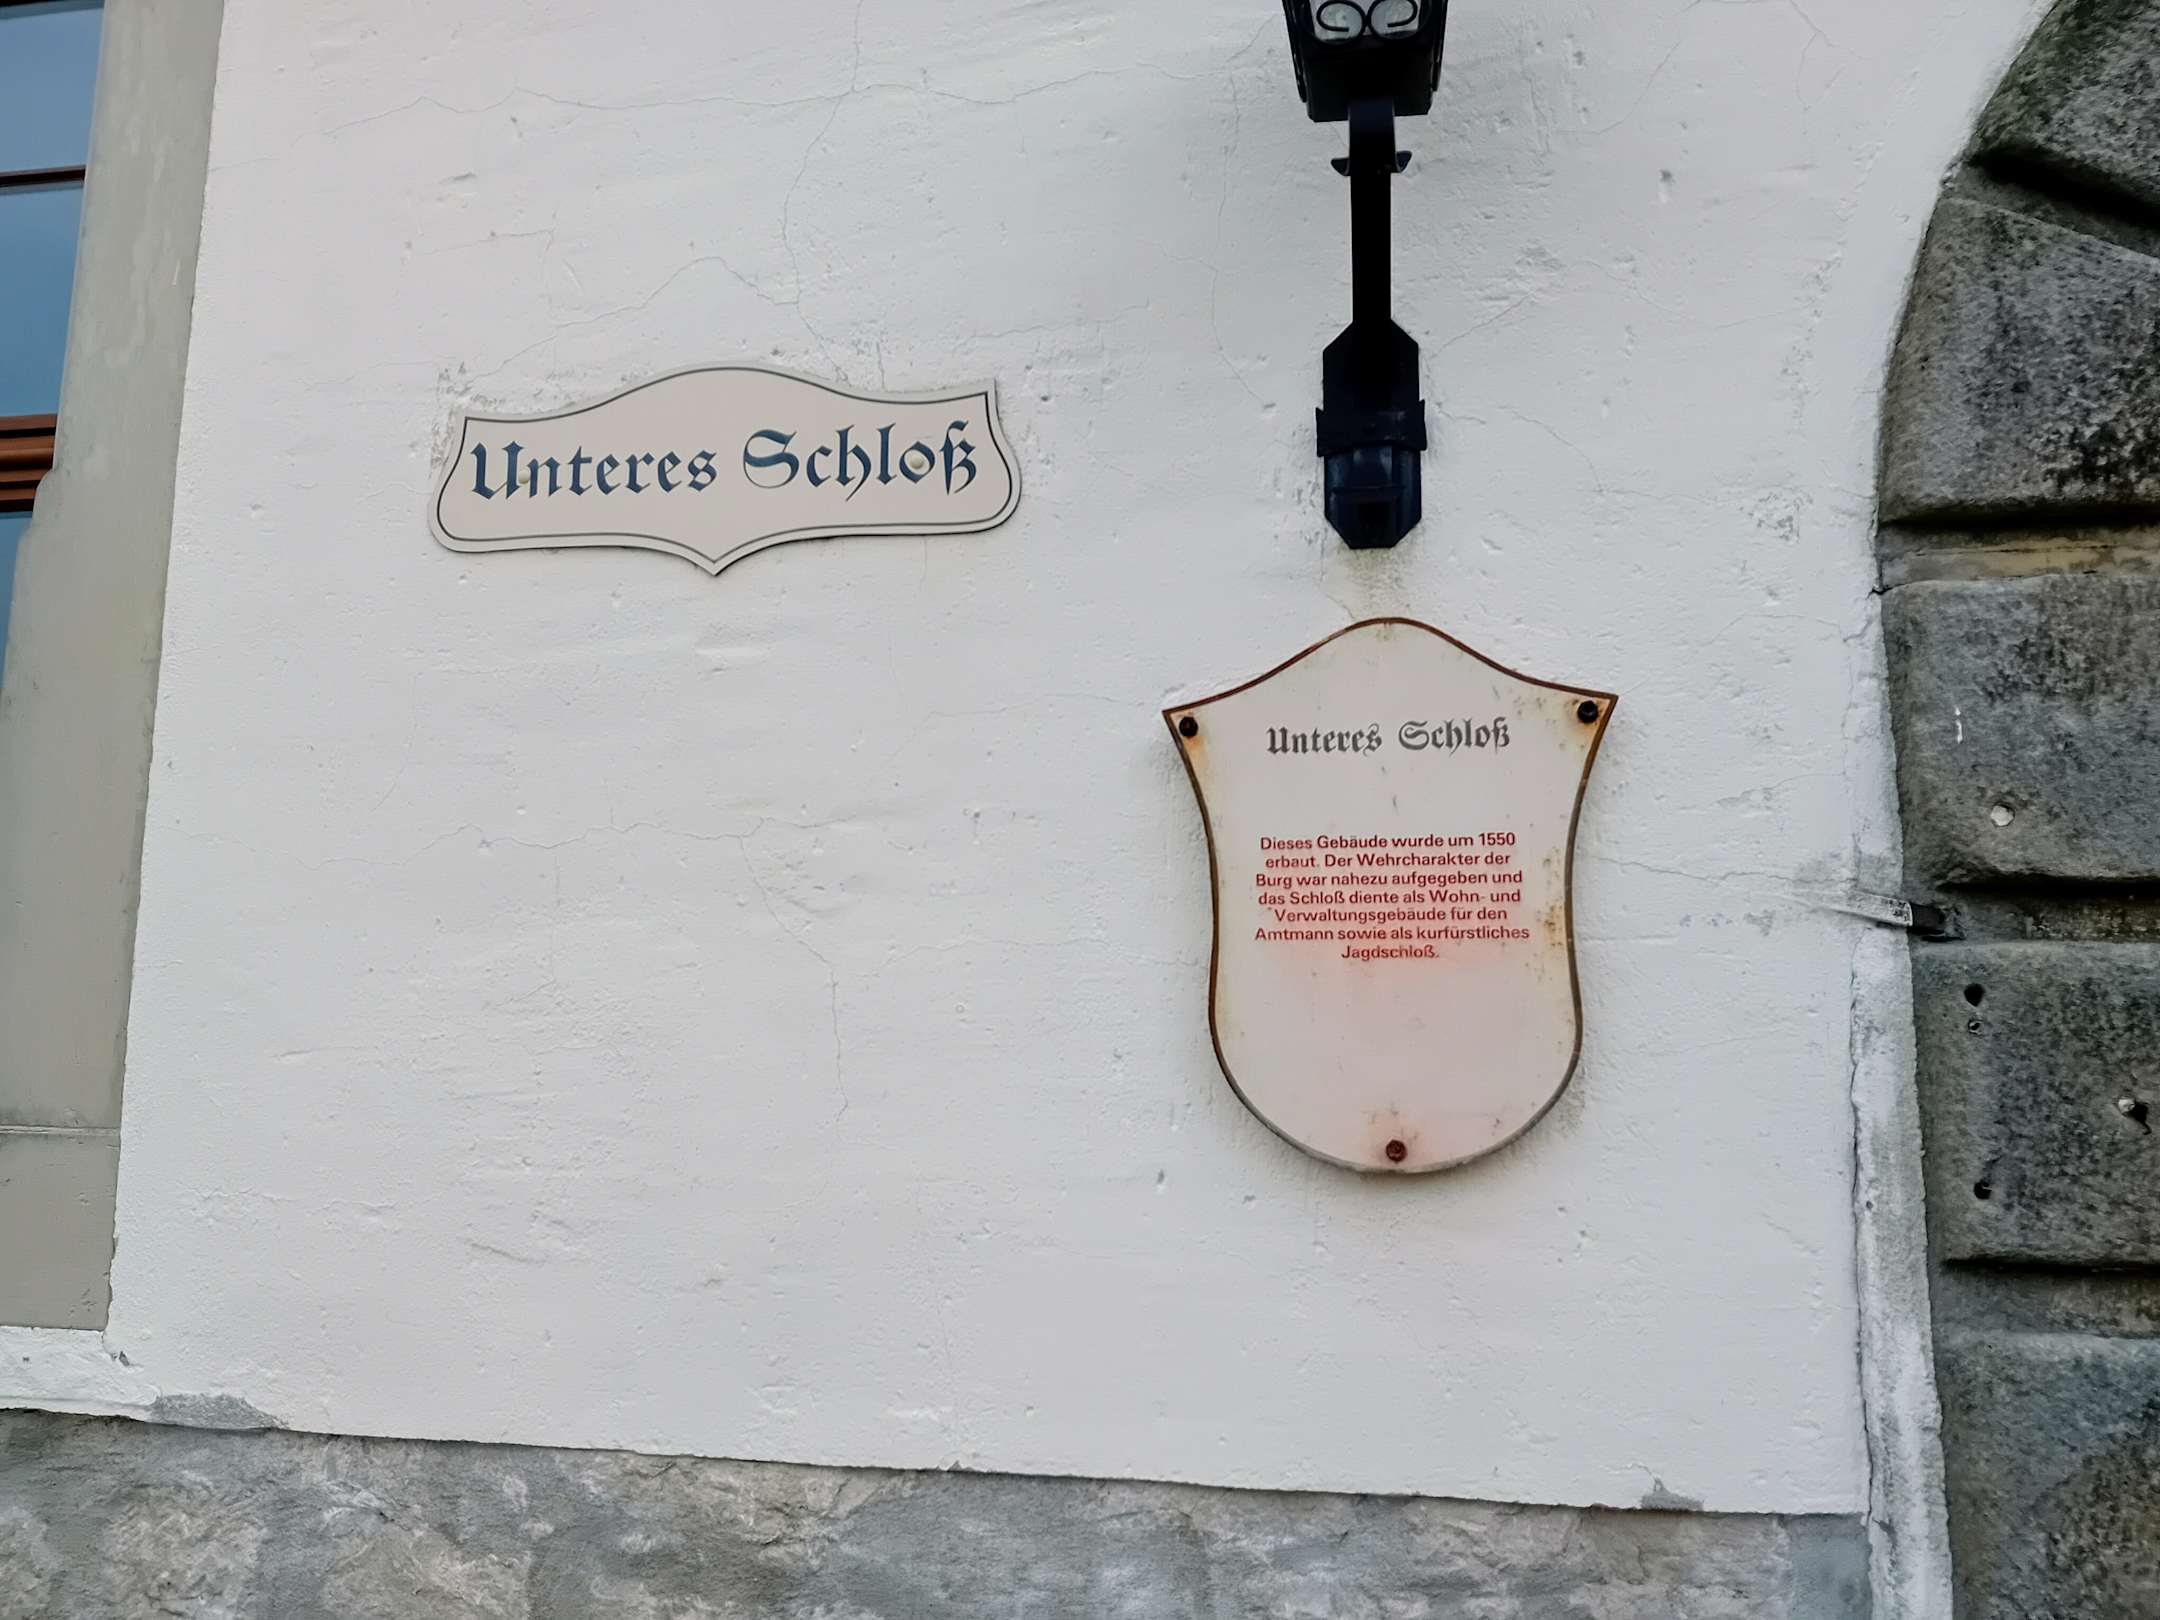 Unteres Schloß
Unteres Schloß
Dieses Gebäude wurde um 1550
erbaut. Der Wehrcharakter der
Burg war nahezu aufgegeben und
das Schloß diente als Wohn- und
Verwaltungsgebäude für den
Amtmann sowie als kurfürstliches
Jagdschloß.